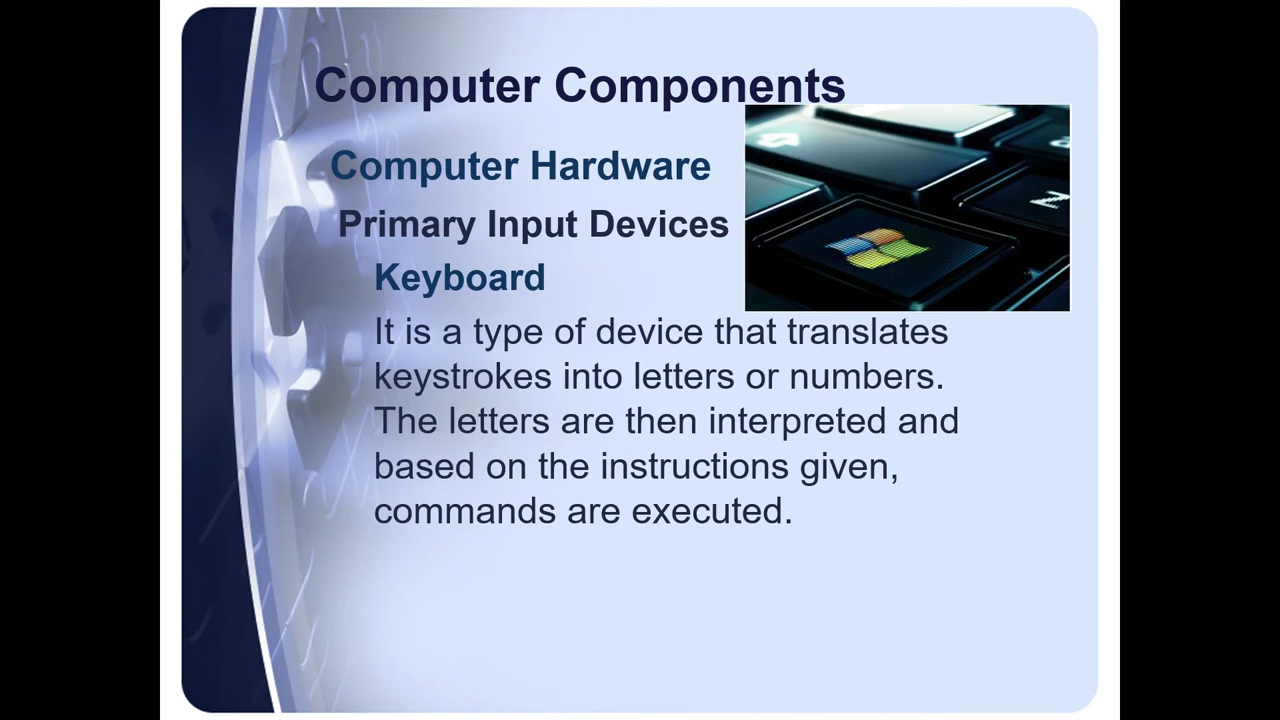 Computer Components
Computer Hardware
Primary Input Devices
Keyboard
It is a type of device that translates
keystrokes into letters or numbers.
The letters are then interpreted and
based on the instructions given,
commands are executed.